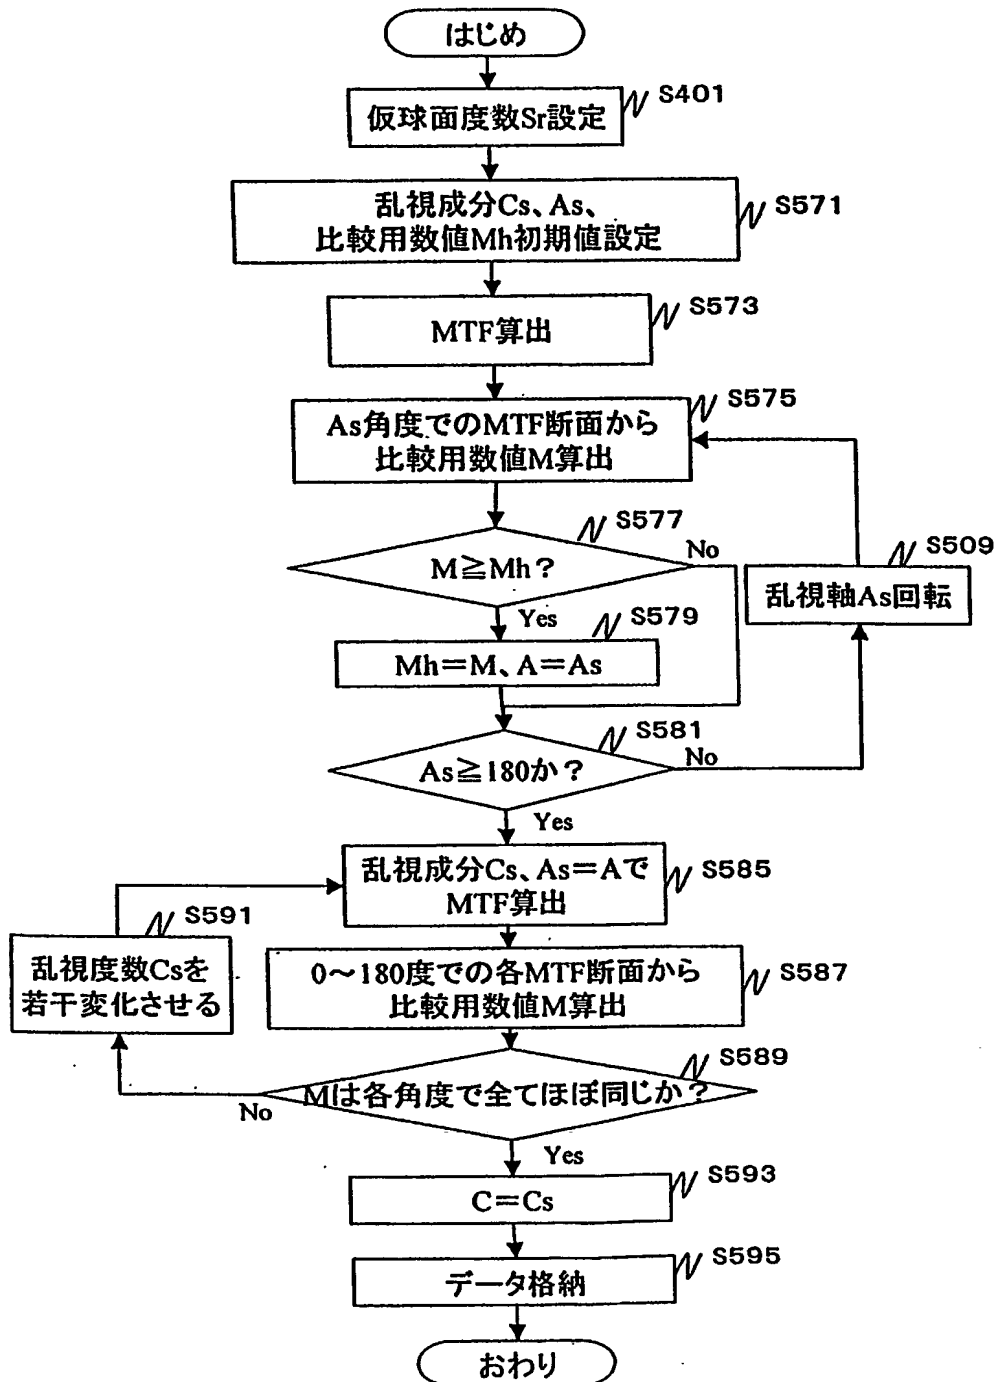 はじめ
仮球面度数Sr設定
S401
乱視成分Cs、As、
比較用数値Mh初期値設定
S571
MTF算出
S573
As角度でのMTF断面から
比較用数値M算出
S575
M≧Mh？
S577
No
Yes
Mh＝M、A＝As
S579
乱視軸As回転
S509
As≧180か？
S581
No
Yes
乱視成分Cs、As＝Aで
MTF算出
S585
乱視度数Csを
若干変化させる
S591
0～180度での各MTF断面から
比較用数値M算出
S587
Mは各角度で全てほぼ同じか？
S589
No
Yes
C＝Cs
S593
データ格納
S595
おわり